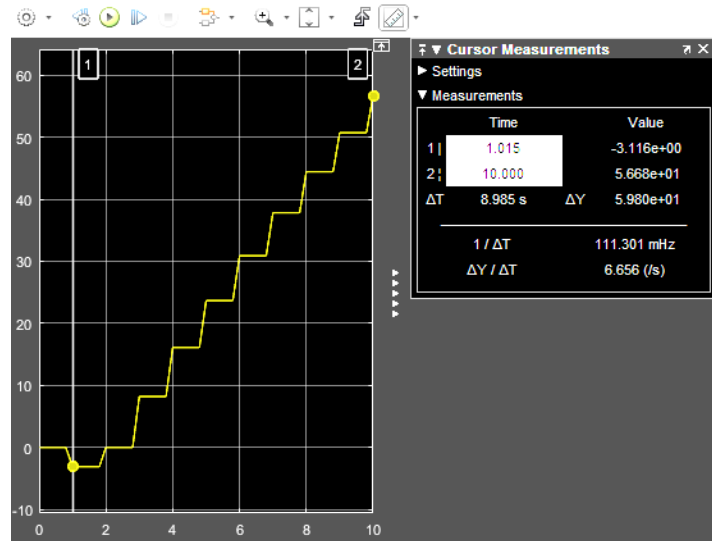 1
2
60
50
40
30
20
10
0
-10
0 2 4 6 8 10
Cursor Measurements
Settings
Measurements
Time Value
1 | 1.015 -3.116e+00
2 ¦ 10.000 5.668e+01
ΔT 8.985 s ΔY 5.980e+01
1 / ΔT 111.301 mHz
ΔY / ΔT 6.656 (/s)